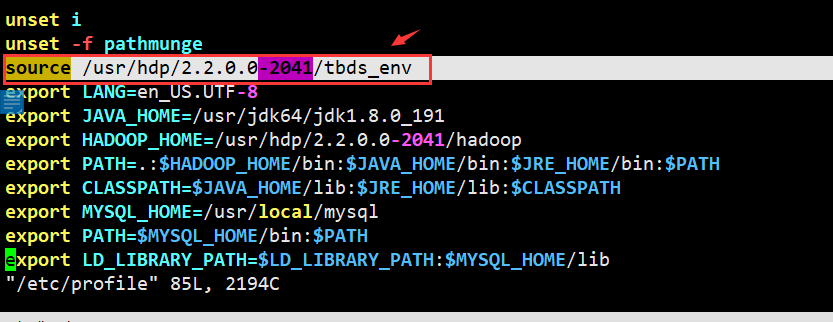 unset i
unset -f pathmunge
source /usr/hdp/2.2.0.0-2041/tbds_env
export LANG=en_US.UTF-8
export JAVA_HOME=/usr/jdk64/jdk1.8.0_191
export HADOOP_HOME=/usr/hdp/2.2.0.0-2041/hadoop
export PATH=.:$HADOOP_HOME/bin:$JAVA_HOME/bin:$JRE_HOME/bin:$PATH
export CLASSPATH=$JAVA_HOME/lib:$JRE_HOME/lib:$CLASSPATH
export MYSQL_HOME=/usr/local/mysql
export PATH=$MYSQL_HOME/bin:$PATH
export LD_LIBRARY_PATH=$LD_LIBRARY_PATH:$MYSQL_HOME/lib
"/etc/profile" 85L, 2194C